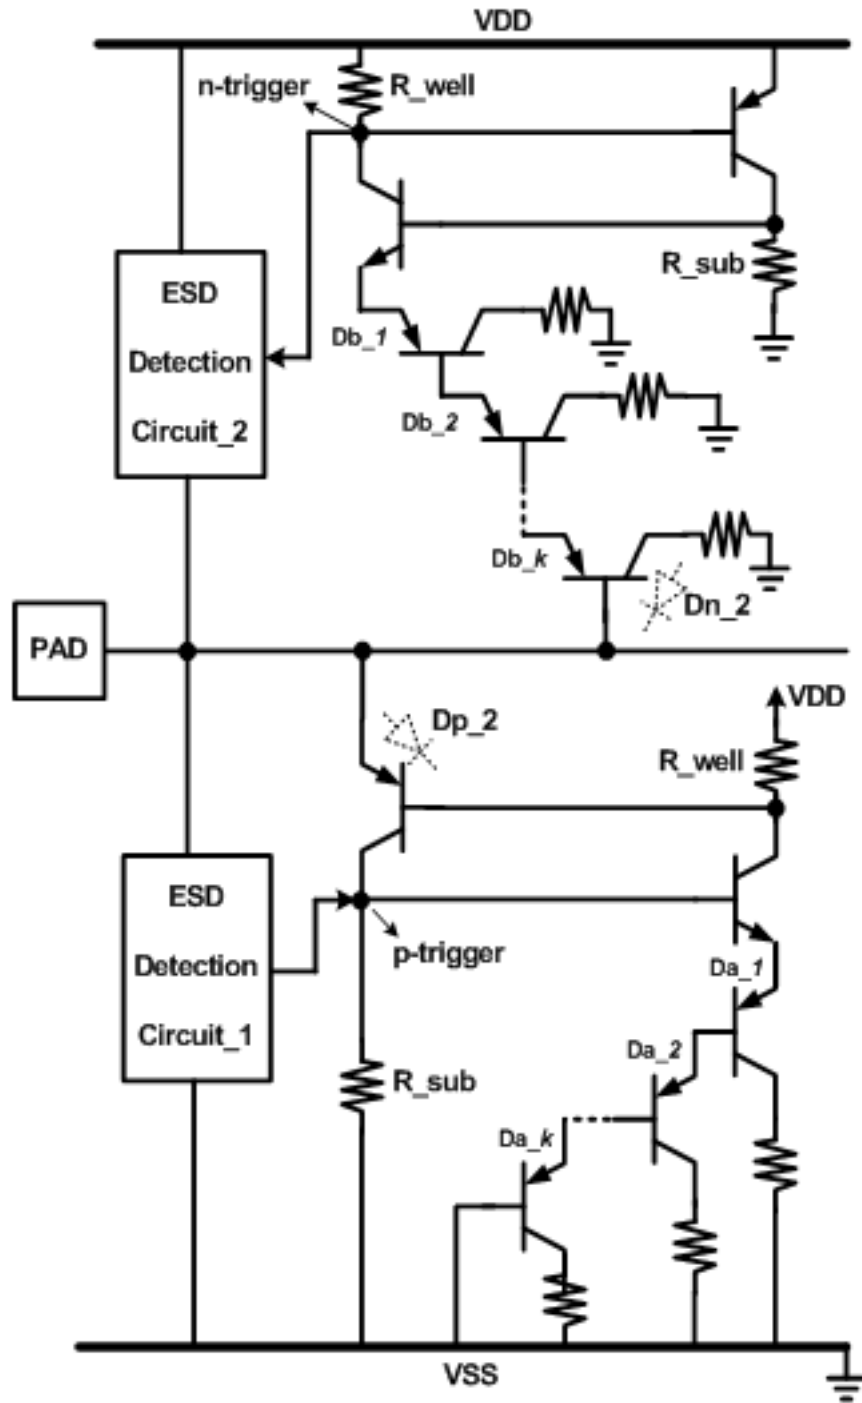 VDD
n-trigger
R_well
R_sub
ESD
Detection
Circuit_2
Db_1
Db_2
Db_k
Dn_2
PAD
Dp_2
VDD
R_well
ESD
Detection
Circuit_1
p-trigger
Da_1
Da_2
R_sub
Da_k
VSS